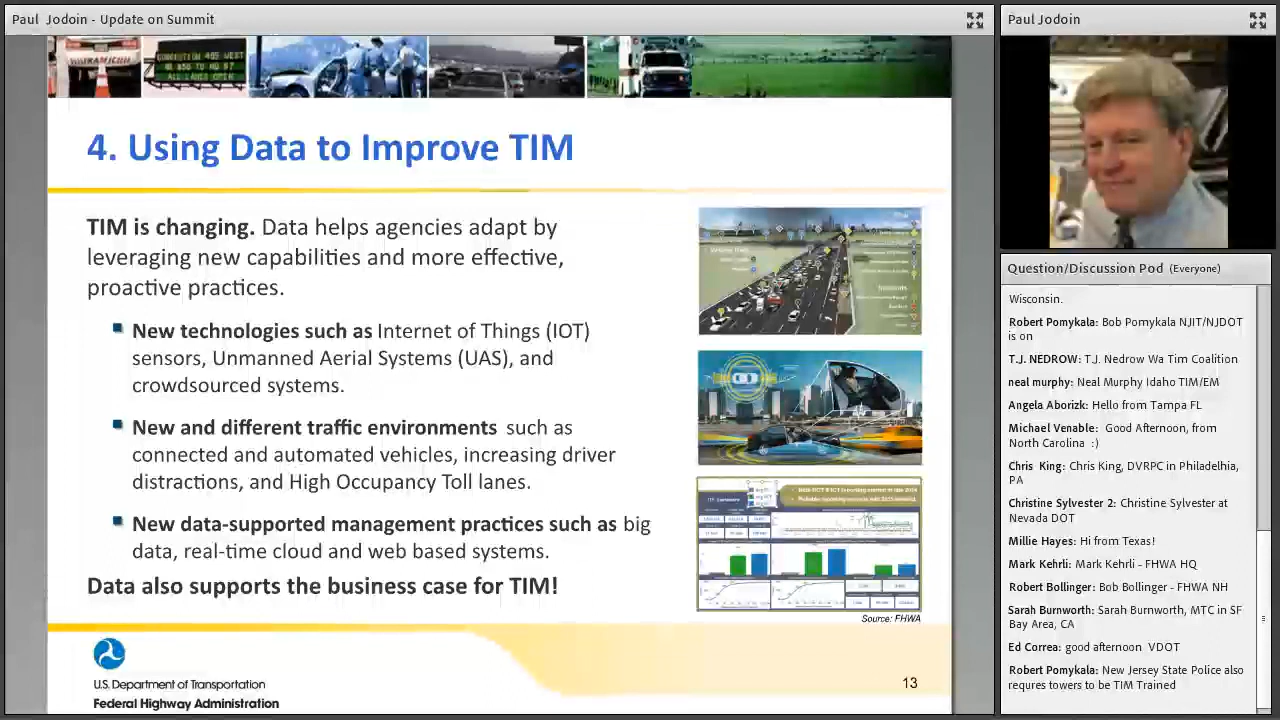 Paul Jodoin - Update on Summit
4. Using Data to Improve TIM
TIM is changing. Data helps agencies adapt by
leveraging new capabilities and more effective,
proactive practices.
New technologies such as Internet of Things (IOT)
sensors, Unmanned Aerial Systems (UAS), and
crowdsourced systems.
New and different traffic environments such as
connected and automated vehicles, increasing driver
distractions, and High Occupancy Toll lanes.
New data-supported management practices such as big
data, real-time cloud and web based systems.
Data also supports the business case for TIM!
Source: FHWA
U.S. Department of Transportation
Federal Highway Administration
13
Paul Jodoin
Question/Discussion Pod (Everyone)
Wisconsin.
Robert Pomykala: Bob Pomykala NJIT/NJDOT
is on
T.J. NEDROW: T.J. Nedrow Wa Tim Coalition
neal murphy: Neal Murphy Idaho TIM/EM
Angela Aborizk: Hello from Tampa FL
Michael Venable: Good Afternoon, from
North Carolina :)
Chris King: Chris King, DVRPC in Philadelhia,
PA
Christine Sylvester 2: Christine Sylvester at
Nevada DOT
Millie Hayes: Hi from Texas!
Mark Kehrli: Mark Kehrli - FHWA HQ
Robert Bollinger: Bob Bollinger - FHWA NH
Sarah Burnworth: Sarah Burnworth, MTC in SF
Bay Area, CA
Ed Correa: good afternoon VDOT
Robert Pomykala: New Jersey State Police also
requres towers to be TIM Trained